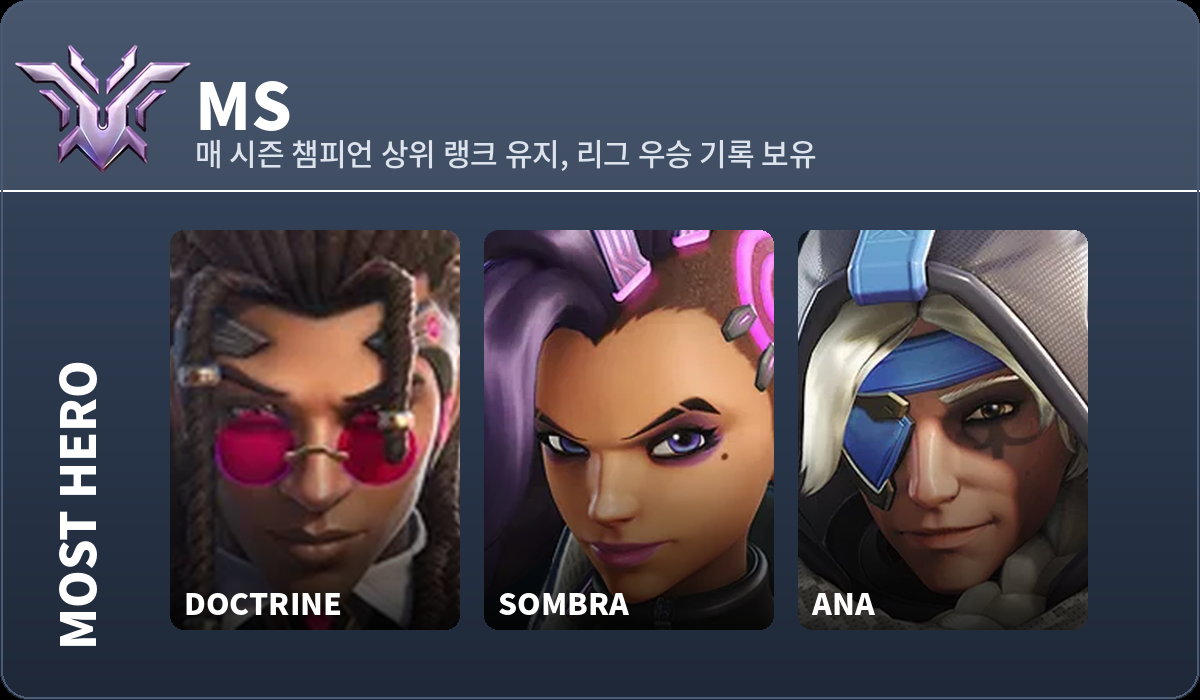 MS
매 시즌 챔피언 상위 랭크 유지, 리그 우승 기록 보유
MOST HERO
DOCTRINE
SOMBRA
ANA